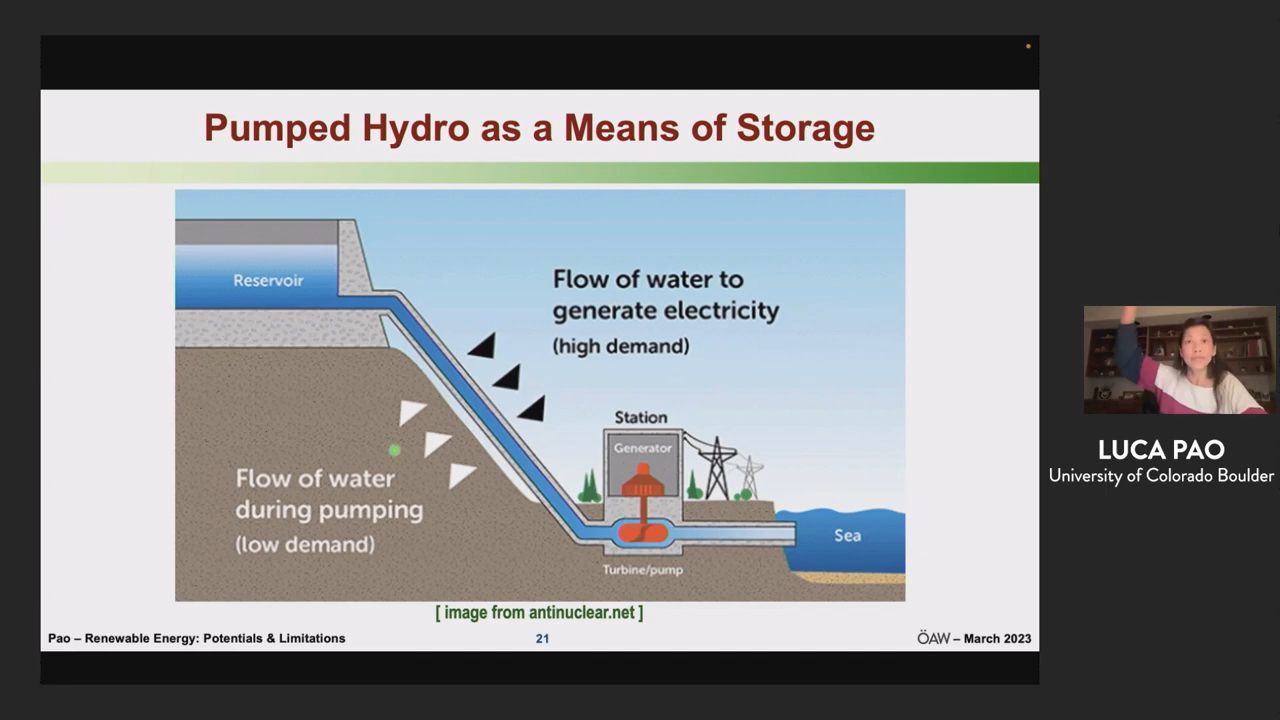 Pumped Hydro as a Means of Storage
Reservoir
Flow of water to
generate electricity
(high demand)
Station
Generator
Flow of water
during pumping
(low demand)
Sea
Turbine/pump
[ image from antinuclear.net ]
Pao – Renewable Energy: Potentials & Limitations
21
ÖAW – March 2023
LUCA PAO
University of Colorado Boulder